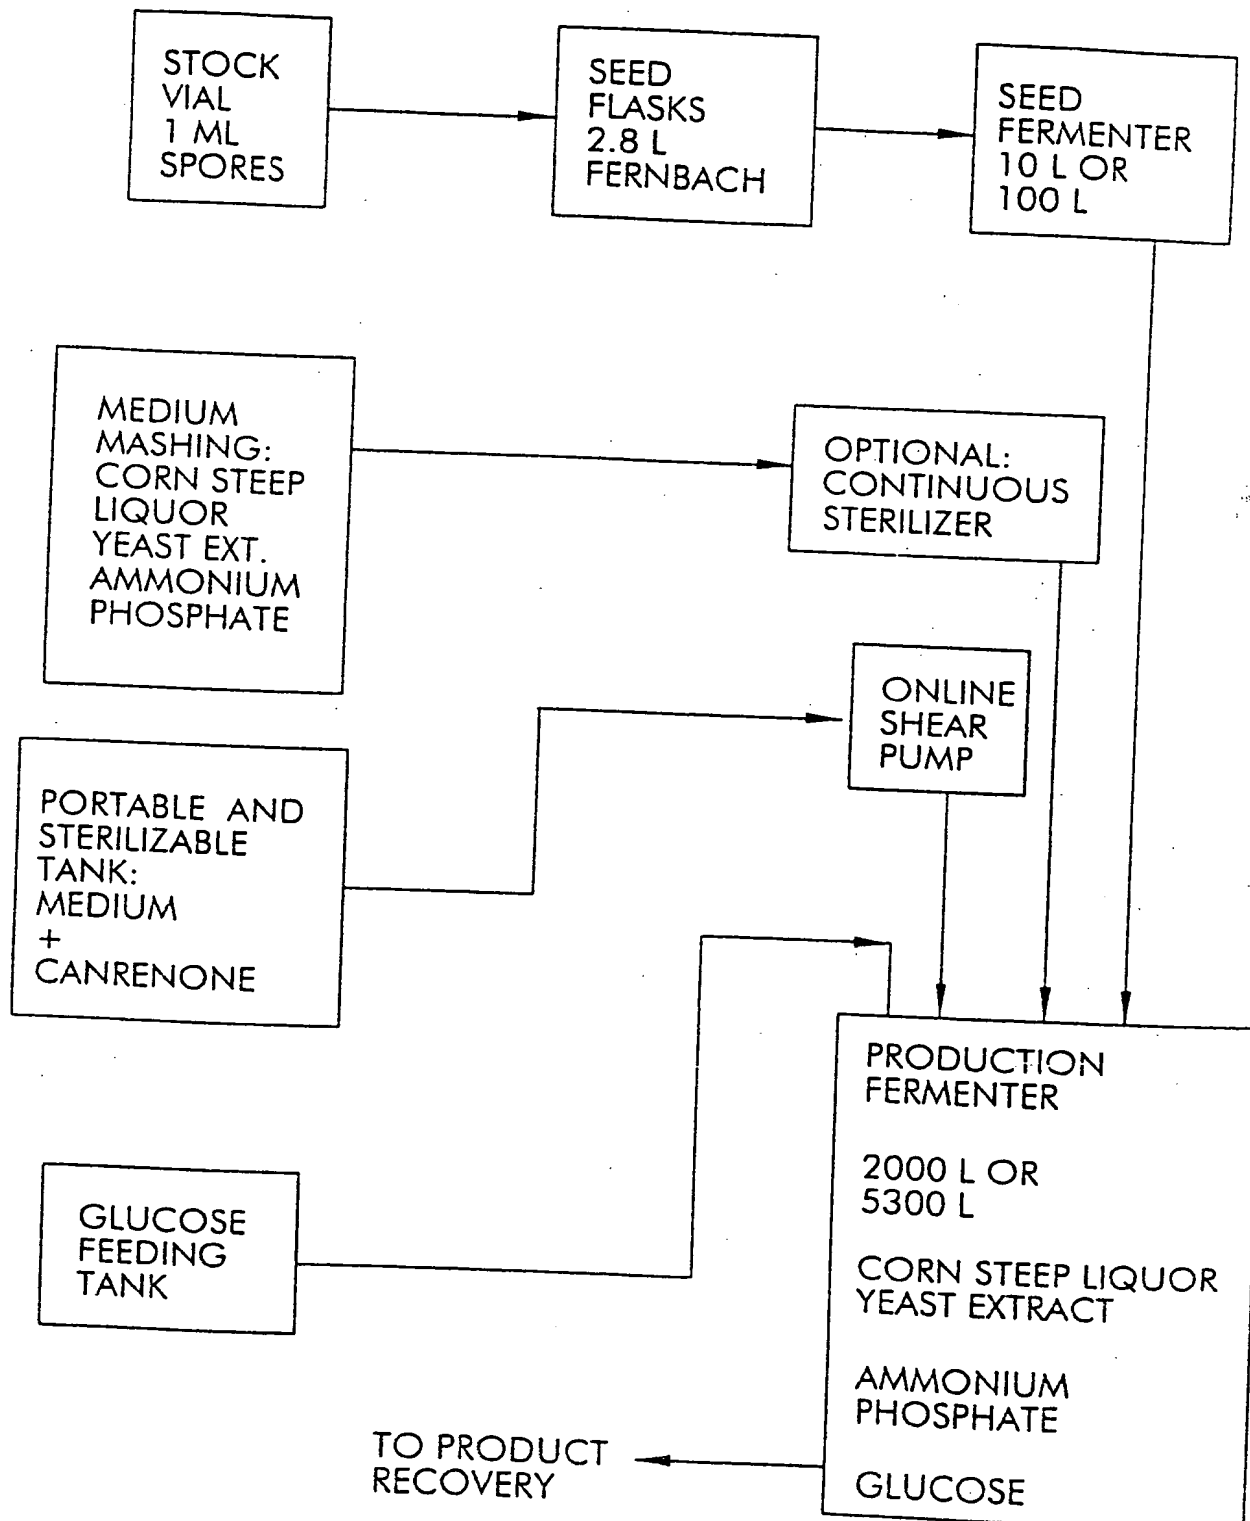 STOCK
VIAL
1 ML
SPORES
SEED
FLASKS
2.8 L
FERNBACH
SEED
FERMENTER
10 L OR
100 L
MEDIUM
MASHING:
CORN STEEP
LIQUOR
YEAST EXT.
AMMONIUM
PHOSPHATE
OPTIONAL:
CONTINUOUS
STERILIZER
ONLINE
SHEAR
PUMP
PORTABLE AND
STERILIZABLE
TANK:
MEDIUM
+
CANRENONE
GLUCOSE
FEEDING
TANK
PRODUCTION
FERMENTER
2000 L OR
5300 L
CORN STEEP LIQUOR
YEAST EXTRACT
AMMONIUM
PHOSPHATE
GLUCOSE
TO PRODUCT
RECOVERY